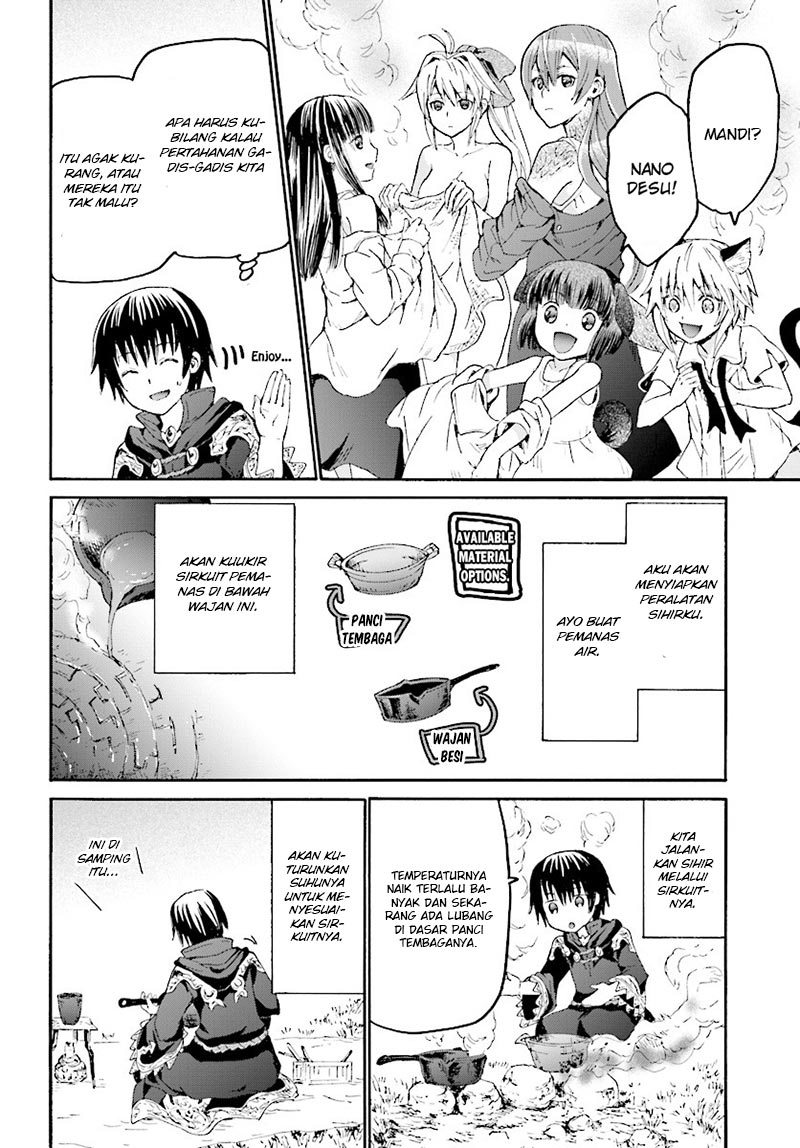 MANDI?
NANO
DESU!
APA HARUS KU-
BILANG KALAU
PERTAHANAN GA-
DIS-GADIS KITA
ITU AGAK KU-
RANG, ATAU
MEREKA ITU
TAK MALU?
Enjoy...
AKU AKAN
MENYIAPKAN
PERALATAN
SIHIRKU.
AYO BUAT
PEMANAS
AIR.
AVAILABLE
MATERIAL
OPTIONS.
PANCI
TEMBAGA
WAJAN
BESI
AKAN KUUKIR
SIRKUIT PEMA-
NAS DI BAWAH
WAJAN INI.
KITA
JALAN-
KAN SIHIR
MELALUI
SIRKUIT-
NYA.
TEMPERATURNYA
NAIK TERLALU BA-
NYAK DAN SEKA-
RANG ADA LUBANG
DI DASAR PANCI
TEMBAGANYA.
AKAN KU-
TURUNKAN
SUHUNYA
UNTUK ME-
NYESUAI-
KAN SIR-
KUITNYA.
INI DI
SAMPING
ITU...